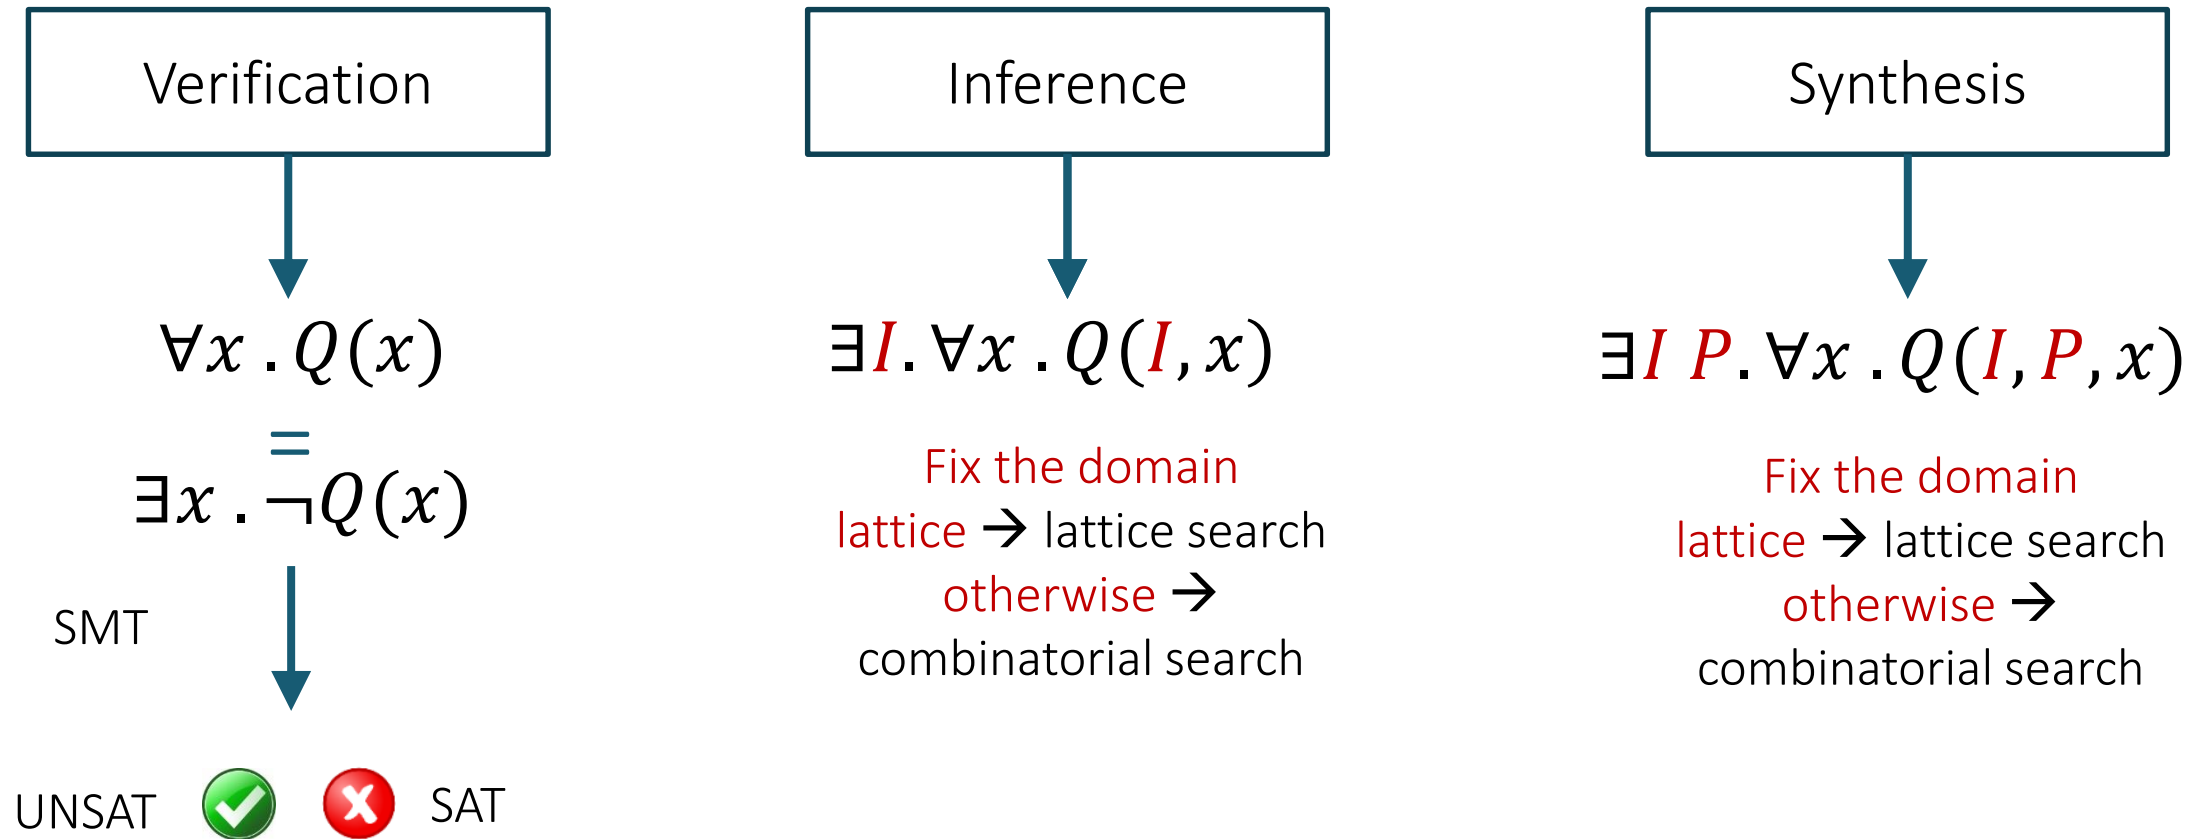 Verification
∀x . Q(x)
=
∃x . ¬Q(x)
SMT
UNSAT
SAT
Inference
∃I. ∀x . Q(I, x)
Fix the domain
lattice → lattice search
otherwise →
combinatorial search
Synthesis
∃I P. ∀x . Q(I, P, x)
Fix the domain
lattice → lattice search
otherwise →
combinatorial search